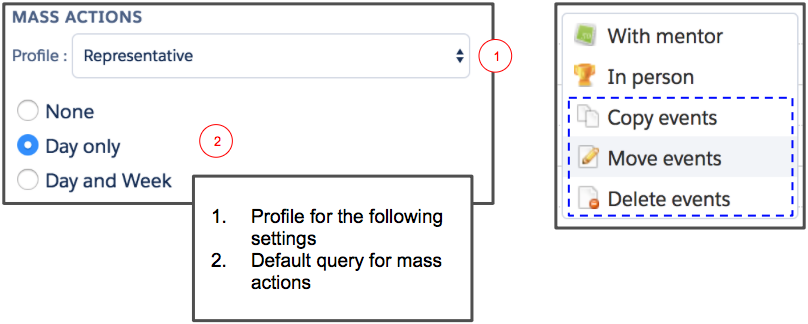 MASS ACTIONS
Profile : Representative
1
None
Day only
2
Day and Week
1. Profile for the following
settings
2. Default query for mass
actions
With mentor
In person
Copy events
Move events
Delete events